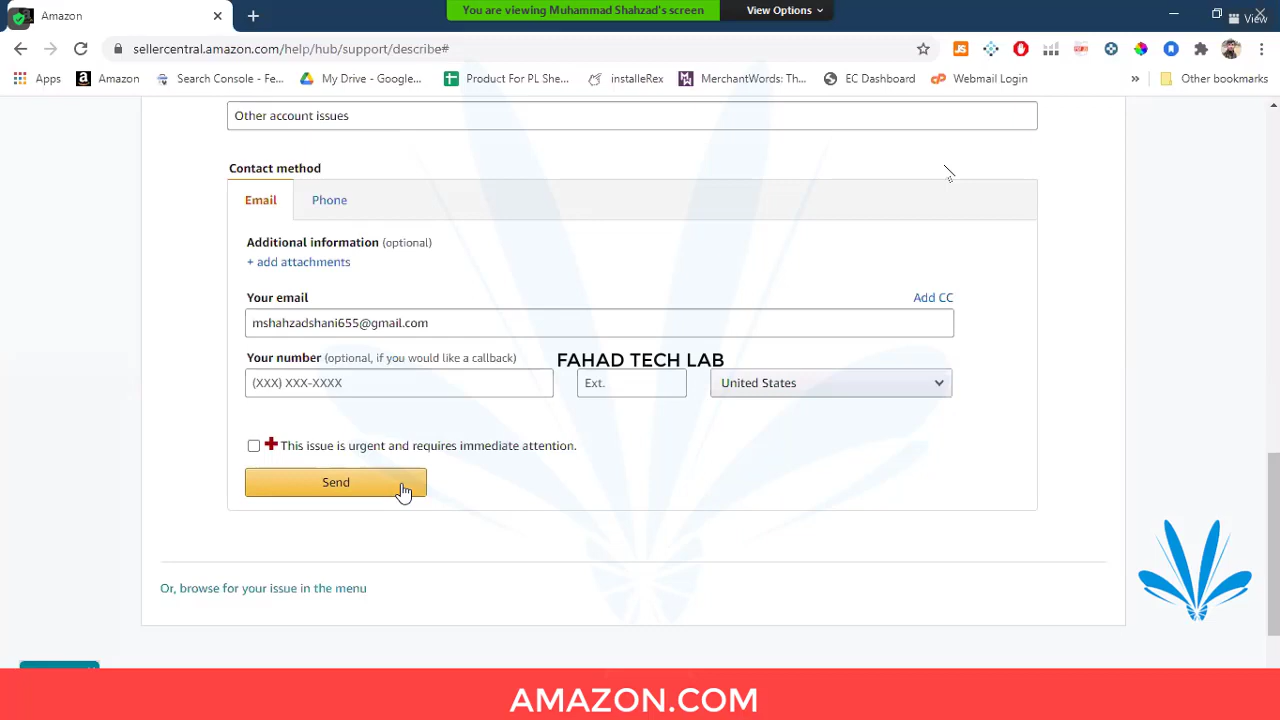 You are viewing Muhammad Shahzad's screen
View Options
Amazon
View
sellercentral.amazon.com/help/hub/support/describe#
Apps
Amazon
Search Console - Fe...
My Drive - Google...
Product For PL She...
installeRex
MerchantWords: Th...
EC Dashboard
Webmail Login
»
Other bookmarks
Other account issues
Contact method
Email
Phone
Additional information (optional)
+ add attachments
Your email
Add CC
mshahzadshani655@gmail.com
Your number (optional, if you would like a callback)
FAHAD TECH LAB
(XXX) XXX-XXXX
Ext.
United States
This issue is urgent and requires immediate attention.
Send
Or, browse for your issue in the menu
AMAZON.COM